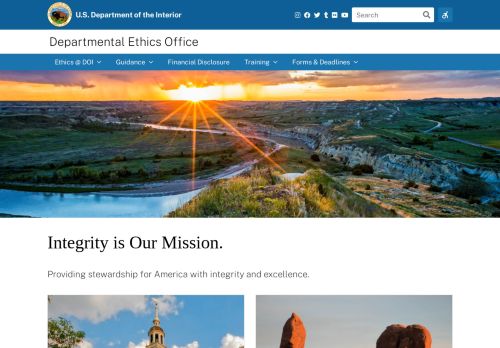 U.S. Department of the Interior
Search
Departmental Ethics Office
Ethics @ DOI Guidance Financial Disclosure Training Forms & Deadlines
Integrity is Our Mission.
Providing stewardship for America with integrity and excellence.